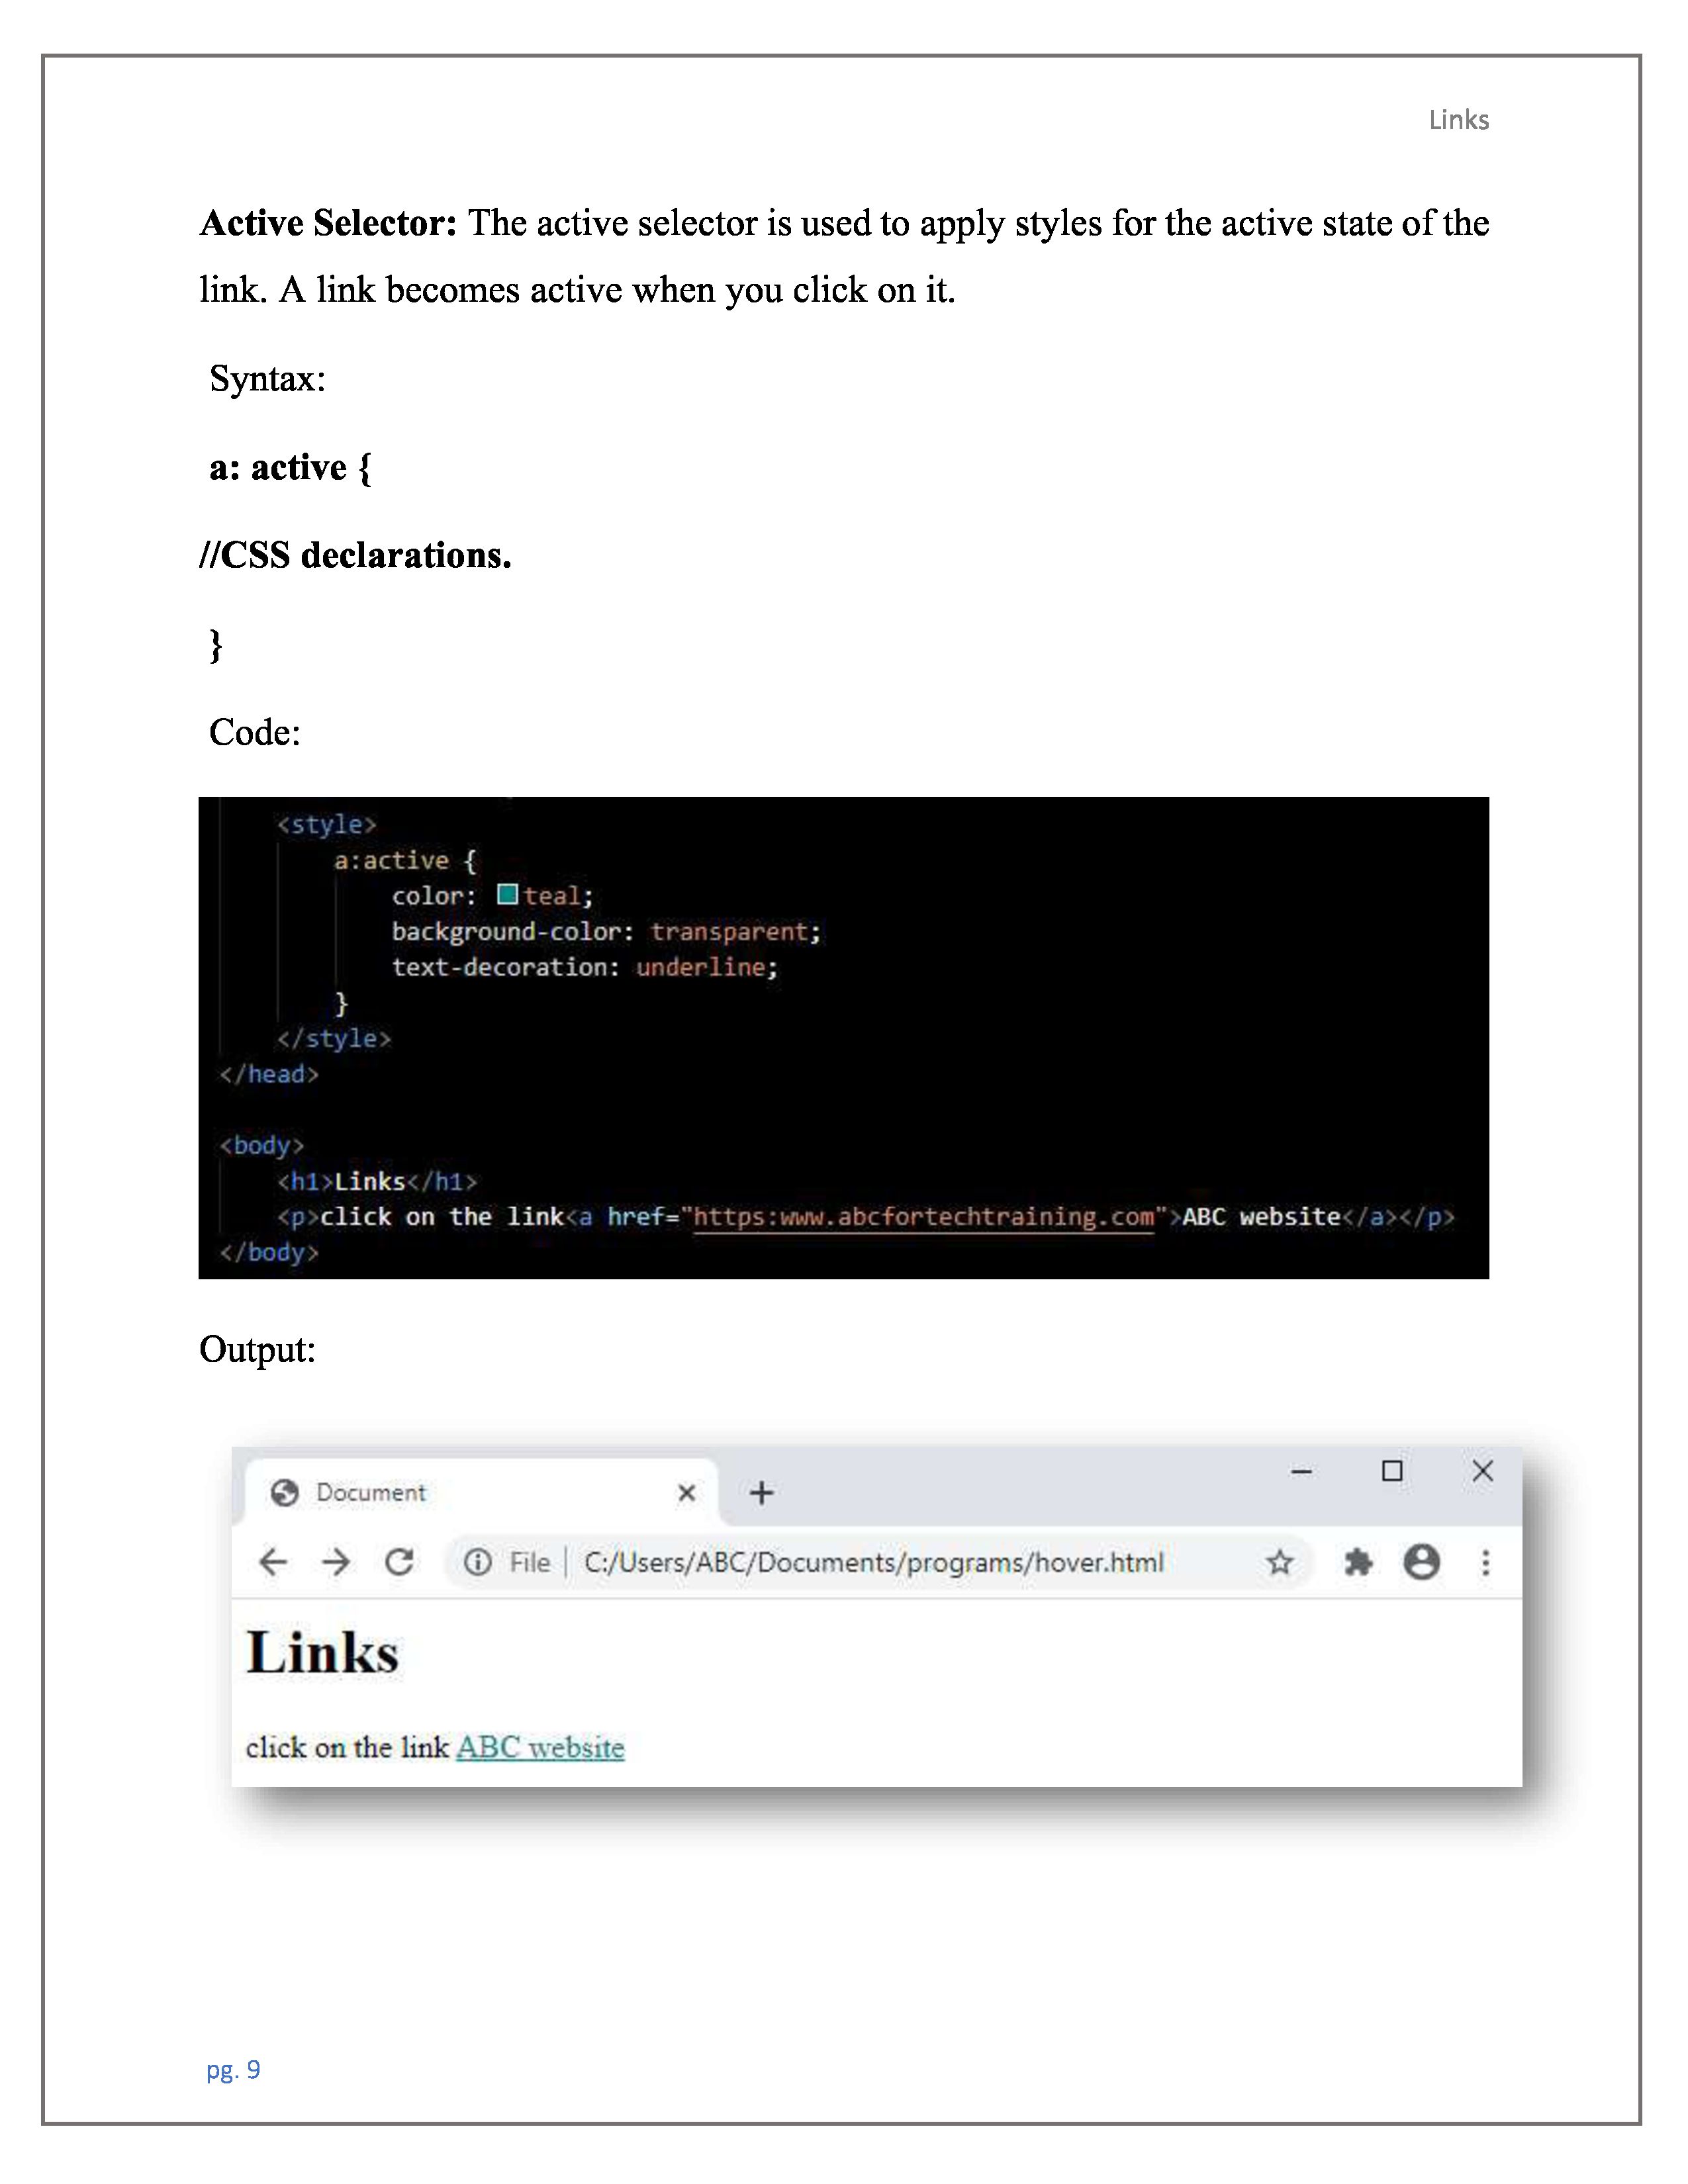 Links
Active Selector: The active selector is used to apply styles for the active state of the
link. A link becomes active when you click on it.
Syntax:
a: active {
//CSS declarations.
}
Code:
<style>
a:active {
color: teal;
background-color: transparent;
text-decoration: underline;
}
</style>
</head>
<body>
<h1>Links</h1>
<p>click on the link<a href="https:www.abcfortechtraining.com">ABC website</a></p>
</body>
Output:
Document
File | C:/Users/ABC/Documents/programs/hover.html
Links
click on the link ABC website
pg. 9